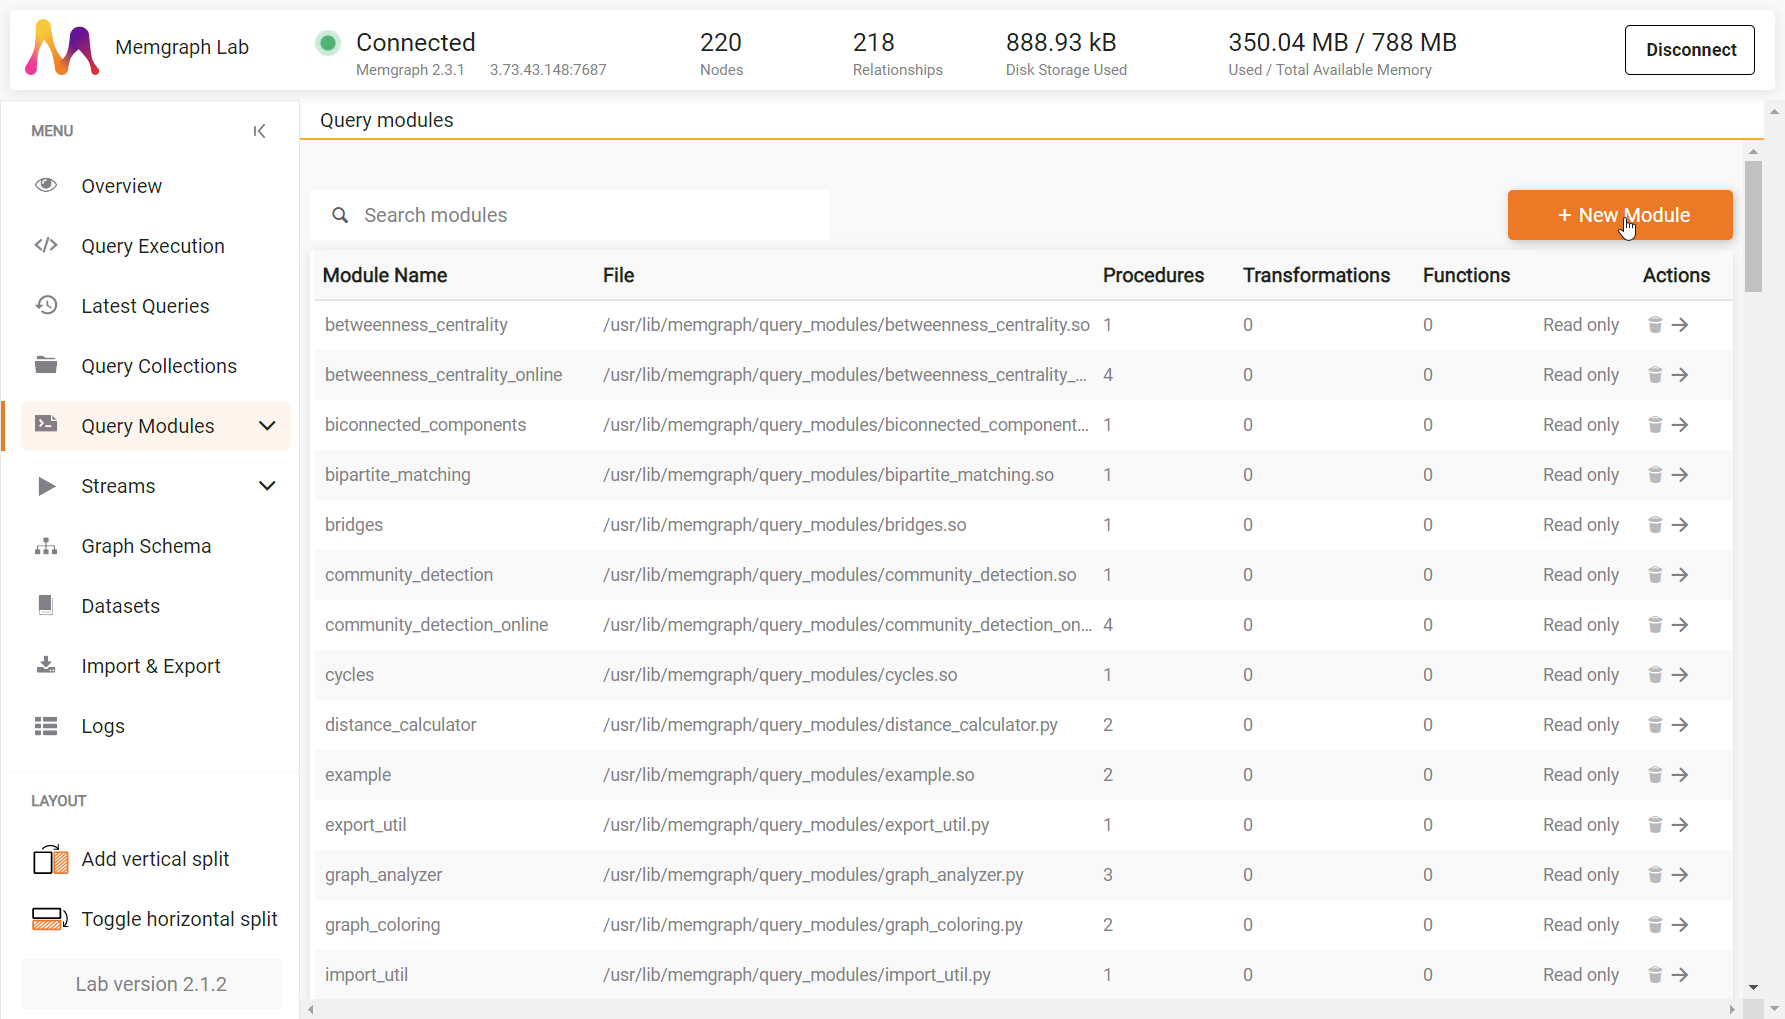 Memgraph Lab
Connected
Memgraph 2.3.1 3.73.43.148:7687
220
Nodes
218
Relationships
888.93 kB
Disk Storage Used
350.04 MB / 788 MB
Used / Total Available Memory
Disconnect
MENU
Overview
Query Execution
Latest Queries
Query Collections
Query Modules
Streams
Graph Schema
Datasets
Import & Export
Logs
LAYOUT
Add vertical split
Toggle horizontal split
Lab version 2.1.2
Query modules
Search modules
+ New Module
Module Name File Procedures Transformations Functions Actions
betweenness_centrality /usr/lib/memgraph/query_modules/betweenness_centrality.so 1 0 0 Read only
betweenness_centrality_online /usr/lib/memgraph/query_modules/betweenness_centrality_... 4 0 0 Read only
biconnected_components /usr/lib/memgraph/query_modules/biconnected_component... 1 0 0 Read only
bipartite_matching /usr/lib/memgraph/query_modules/bipartite_matching.so 1 0 0 Read only
bridges /usr/lib/memgraph/query_modules/bridges.so 1 0 0 Read only
community_detection /usr/lib/memgraph/query_modules/community_detection.so 1 0 0 Read only
community_detection_online /usr/lib/memgraph/query_modules/community_detection_on... 4 0 0 Read only
cycles /usr/lib/memgraph/query_modules/cycles.so 1 0 0 Read only
distance_calculator /usr/lib/memgraph/query_modules/distance_calculator.py 2 0 0 Read only
example /usr/lib/memgraph/query_modules/example.so 2 0 0 Read only
export_util /usr/lib/memgraph/query_modules/export_util.py 1 0 0 Read only
graph_analyzer /usr/lib/memgraph/query_modules/graph_analyzer.py 3 0 0 Read only
graph_coloring /usr/lib/memgraph/query_modules/graph_coloring.py 2 0 0 Read only
import_util /usr/lib/memgraph/query_modules/import_util.py 1 0 0 Read only